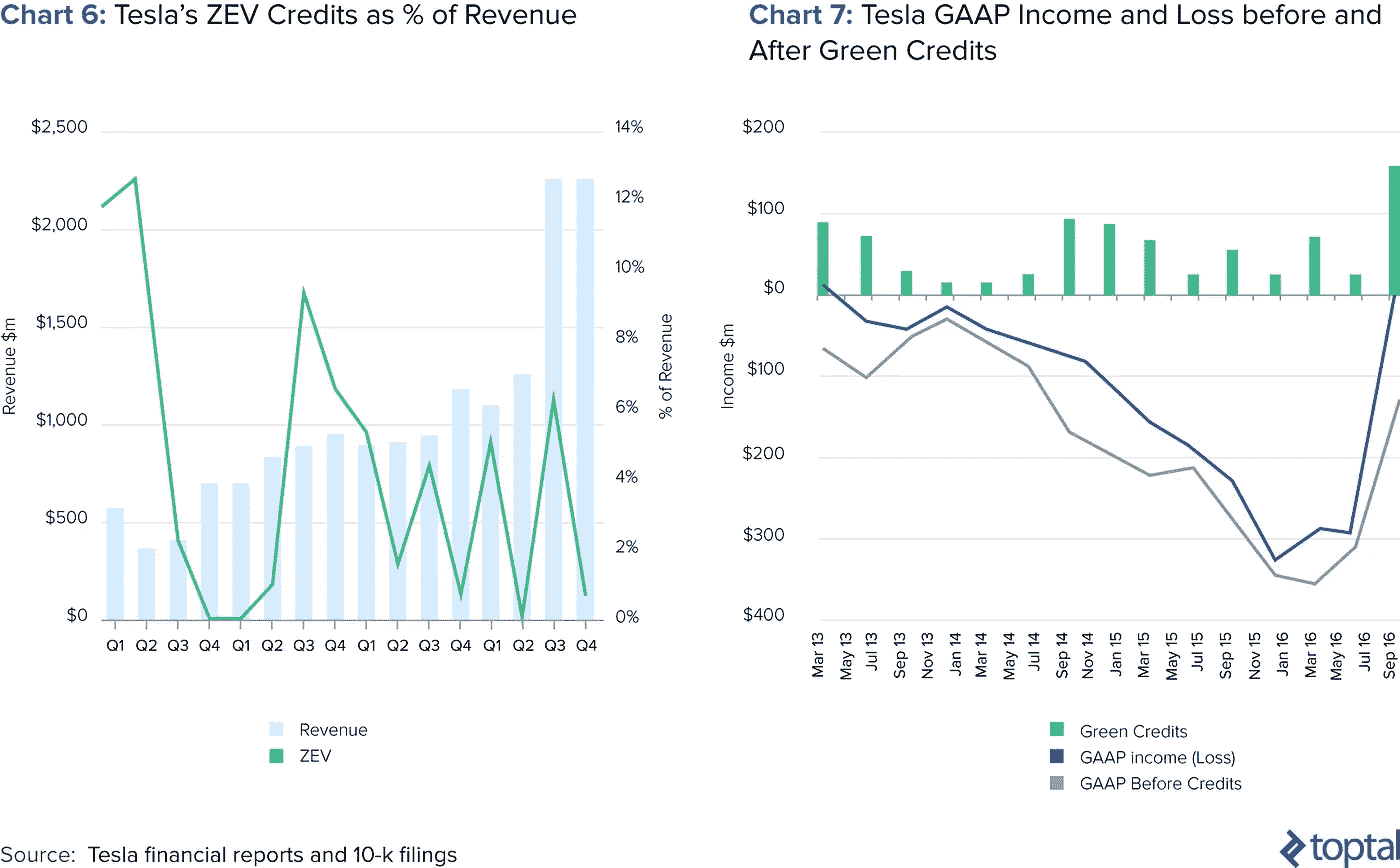 Chart 6: Tesla's ZEV Credits as % of Revenue
$2,500
$2,000
$1,500
$1,000
$500
$0
Revenue $m
14%
12%
10%
8%
6%
4%
2%
0%
% of Revenue
Q1 Q2 Q3 Q4 Q1 Q2 Q3 Q4 Q1 Q2 Q3 Q4 Q1 Q2 Q3 Q4
Revenue
ZEV
Chart 7: Tesla GAAP Income and Loss before and
After Green Credits
$200
$100
$0
$100
$200
$300
$400
Income $m
Mar 13
May 13
Jul 13
Sep 13
Nov 13
Jan 14
Mar 14
May 14
Jul 14
Sep 14
Nov 14
Jan 15
Mar 15
May 15
Jul 15
Sep 15
Nov 15
Jan 16
Mar 16
May 16
Jul 16
Sep 16
Green Credits
GAAP income (Loss)
GAAP Before Credits
Source: Tesla financial reports and 10-k filings
toptal